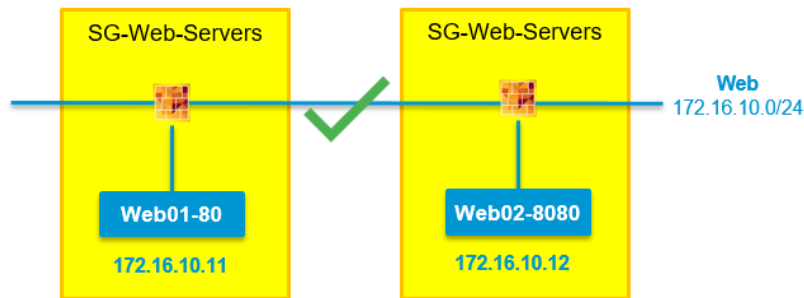 SG-Web-Servers
SG-Web-Servers
Web
172.16.10.0/24
Web01-80
Web02-8080
172.16.10.11
172.16.10.12